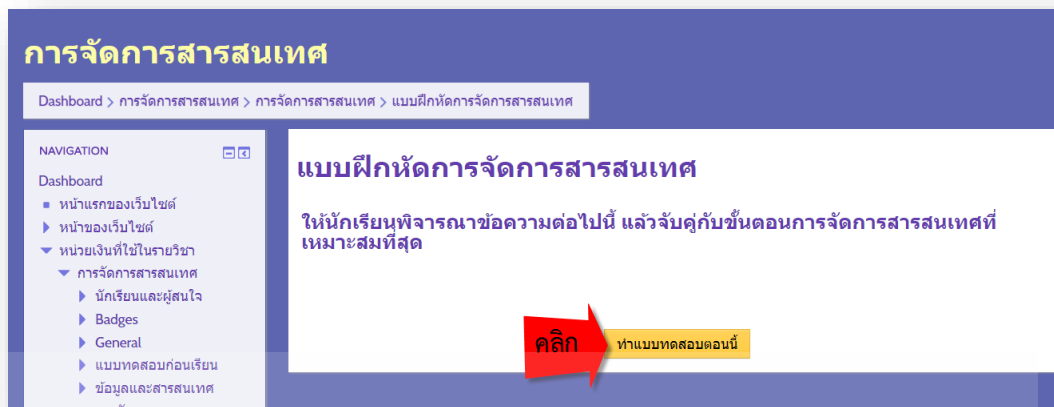 การจัดการสารสนเทศ
Dashboard > การจัดการสารสนเทศ > การจัดการสารสนเทศ > แบบฝึกหัดการจัดการสารสนเทศ
NAVIGATION
Dashboard
หน้าแรกของเว็บไซต์
หน้าของเว็บไซต์
หน่วยเงินที่ใช้ในรายวิชา
การจัดการสารสนเทศ
นักเรียนและผู้สนใจ
Badges
General
แบบทดสอบก่อนเรียน
ข้อมูลและสารสนเทศ
แบบฝึกหัดการจัดการสารสนเทศ
ให้นักเรียนพิจารณาข้อความต่อไปนี้ แล้วจับคู่กับขั้นตอนการจัดการสารสนเทศที่
เหมาะสมที่สุด
คลิก
ทำแบบทดสอบตอนนี้